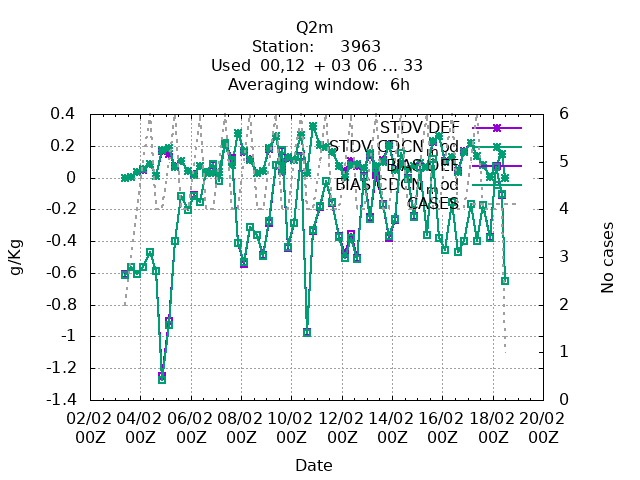 Q2m
Station: 3963
Used 00,12 + 03 06 ... 33
Averaging window: 6h
0.4
0.2
0
-0.2
-0.4
-0.6
-0.8
-1
-1.2
-1.4
g/Kg
6
5
4
3
2
1
0
No cases
STDV DEF
STDV CDCN_od
BIAS DEF
BIAS CDCN_od
CASES
02/02 04/02 06/02 08/02 10/02 12/02 14/02 16/02 18/02 20/02
00Z 00Z 00Z 00Z 00Z 00Z 00Z 00Z 00Z 00Z
Date